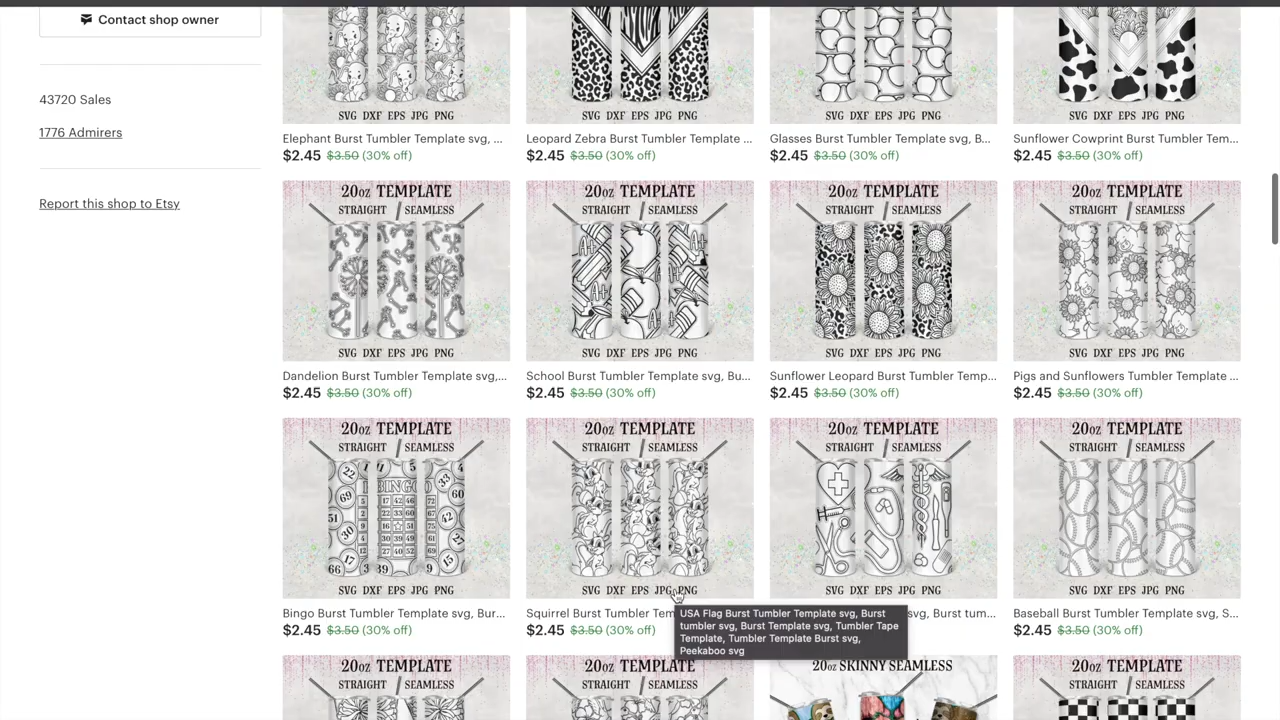 Contact shop owner
43720 Sales
1776 Admirers
Report this shop to Etsy
SVG DXF EPS JPG PNG
SVG DXF EPS JPG PNG
SVG DXF EPS JPG PNG
SVG DXF EPS JPG PNG
Elephant Burst Tumbler Template svg, ...
Leopard Zebra Burst Tumbler Template ...
Glasses Burst Tumbler Template svg, B...
Sunflower Cowprint Burst Tumbler Tem...
$2.45 $3.50 (30% off)
$2.45 $3.50 (30% off)
$2.45 $3.50 (30% off)
$2.45 $3.50 (30% off)
20oz TEMPLATE
STRAIGHT / SEAMLESS
SVG DXF EPS JPG PNG
20oz TEMPLATE
STRAIGHT / SEAMLESS
A+
A+
A
SVG DXF EPS JPG PNG
20oz TEMPLATE
STRAIGHT / SEAMLESS
SVG DXF EPS JPG PNG
20oz TEMPLATE
STRAIGHT / SEAMLESS
SVG DXF EPS JPG PNG
Dandelion Burst Tumbler Template svg,...
School Burst Tumbler Template svg, Bu...
Sunflower Leopard Burst Tumbler Temp...
Pigs and Sunflowers Tumbler Template ...
$2.45 $3.50 (30% off)
$2.45 $3.50 (30% off)
$2.45 $3.50 (30% off)
$2.45 $3.50 (30% off)
20oz TEMPLATE
STRAIGHT / SEAMLESS
BINGO
17 42 46
22 33 60
16 51
30 39 49
27 40 52
SVG DXF EPS JPG PNG
20oz TEMPLATE
STRAIGHT / SEAMLESS
SVG DXF EPS JPG PNG
20oz TEMPLATE
STRAIGHT / SEAMLESS
SVG DXF EPS JPG PNG
20oz TEMPLATE
STRAIGHT / SEAMLESS
SVG DXF EPS JPG PNG
Bingo Burst Tumbler Template svg, Bur...
Squirrel Burst Tumbler Tem
svg, Burst tum...
Baseball Burst Tumbler Template svg, S...
$2.45 $3.50 (30% off)
$2.45 $3.50 (30% off)
$2.45 $3.50 (30% off)
USA Flag Burst Tumbler Template svg, Burst
tumbler svg, Burst Template svg, Tumbler Tape
Template, Tumbler Template Burst svg,
Peekaboo svg
20oz TEMPLATE
STRAIGHT / SEAMLESS
20oz TEMPLATE
STRAIGHT / SEAMLESS
20oz SKINNY SEAMLESS
20oz TEMPLATE
STRAIGHT / SEAMLESS